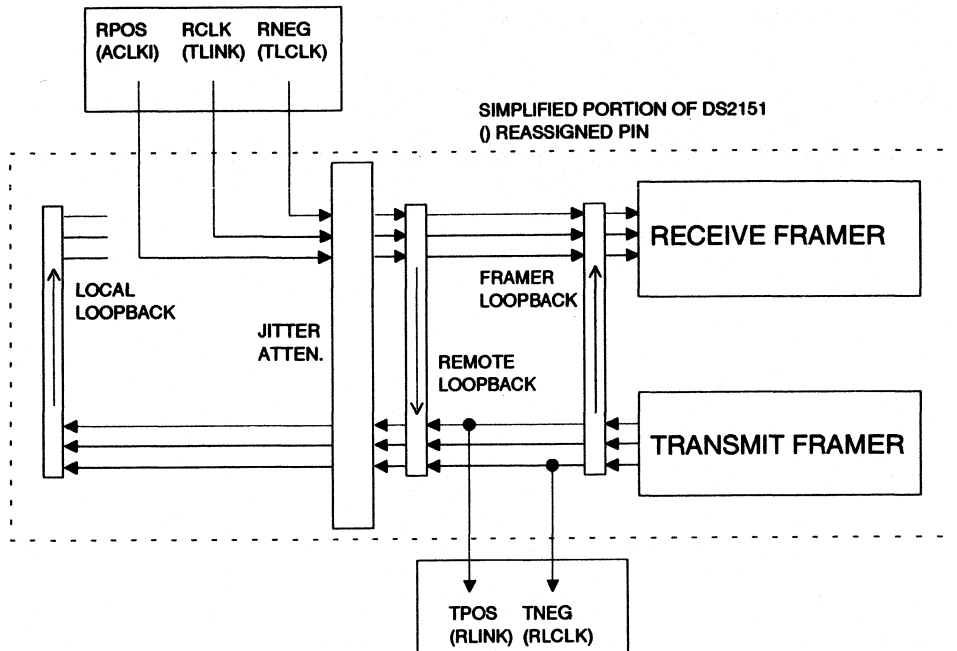 RPOS RCLK RNEG
(ACLKI) (TLINK) (TLCLK)
SIMPLIFIED PORTION OF DS2151
() REASSIGNED PIN
RECEIVE FRAMER
LOCAL
LOOPBACK
FRAMER
LOOPBACK
JITTER
ATTEN.
REMOTE
LOOPBACK
TRANSMIT FRAMER
TPOS TNEG
(RLINK) (RLCLK)